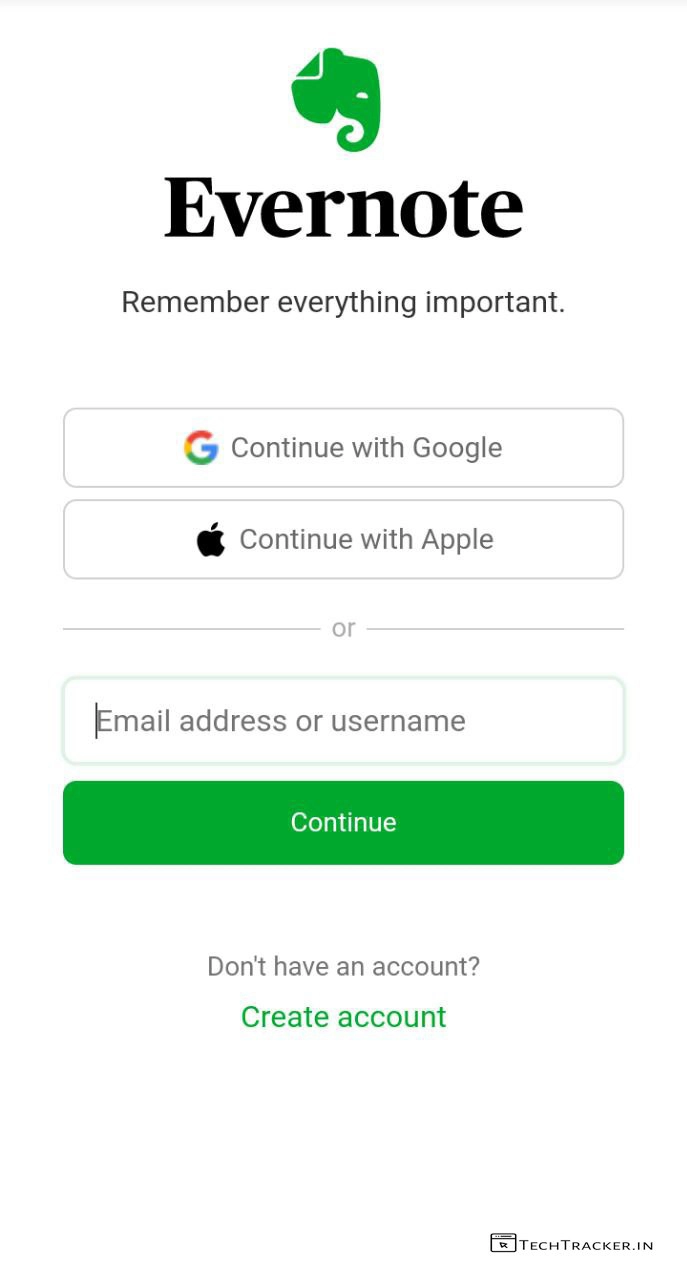 Evernote
Remember everything important.
Continue with Google
Continue with Apple
or
Email address or username
Continue
Don't have an account?
Create account
TECHTRACKER.IN